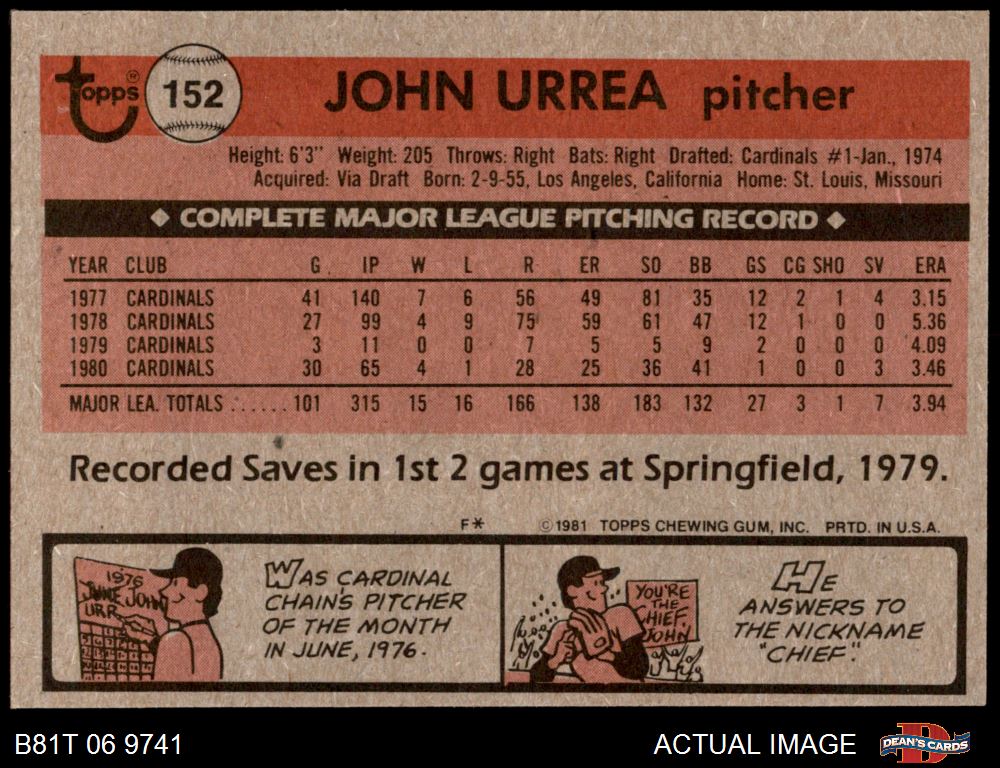 topps® 152 JOHN URREA pitcher
Height: 6'3" Weight: 205 Throws: Right Bats: Right Drafted: Cardinals #1-Jan., 1974
Acquired: Via Draft Born: 2-9-55, Los Angeles, California Home: St. Louis, Missouri
◆ COMPLETE MAJOR LEAGUE PITCHING RECORD ◆
YEAR CLUB G IP W L R ER SO BB GS CG SHO SV ERA
1977 CARDINALS 41 140 7 6 56 49 81 35 12 2 1 4 3.15
1978 CARDINALS 27 99 4 9 75 59 61 47 12 1 0 0 5.36
1979 CARDINALS 3 11 0 0 7 5 5 9 2 0 0 0 4.09
1980 CARDINALS 30 65 4 1 28 25 36 41 1 0 0 3 3.46
MAJOR LEA. TOTALS ...... 101 315 15 16 166 138 183 132 27 3 1 7 3.94
Recorded Saves in 1st 2 games at Springfield, 1979.
F* © 1981 TOPPS CHEWING GUM, INC. PRTD. IN U.S.A.
1976
JUNE JOHN
URR
WAS CARDINAL
CHAIN'S PITCHER
OF THE MONTH
IN JUNE, 1976.
YOU'RE
THE
CHIEF,
JOHN
HE
ANSWERS TO
THE NICKNAME
"CHIEF".
B81T 06 9741 ACTUAL IMAGE DEAN'S CARDS